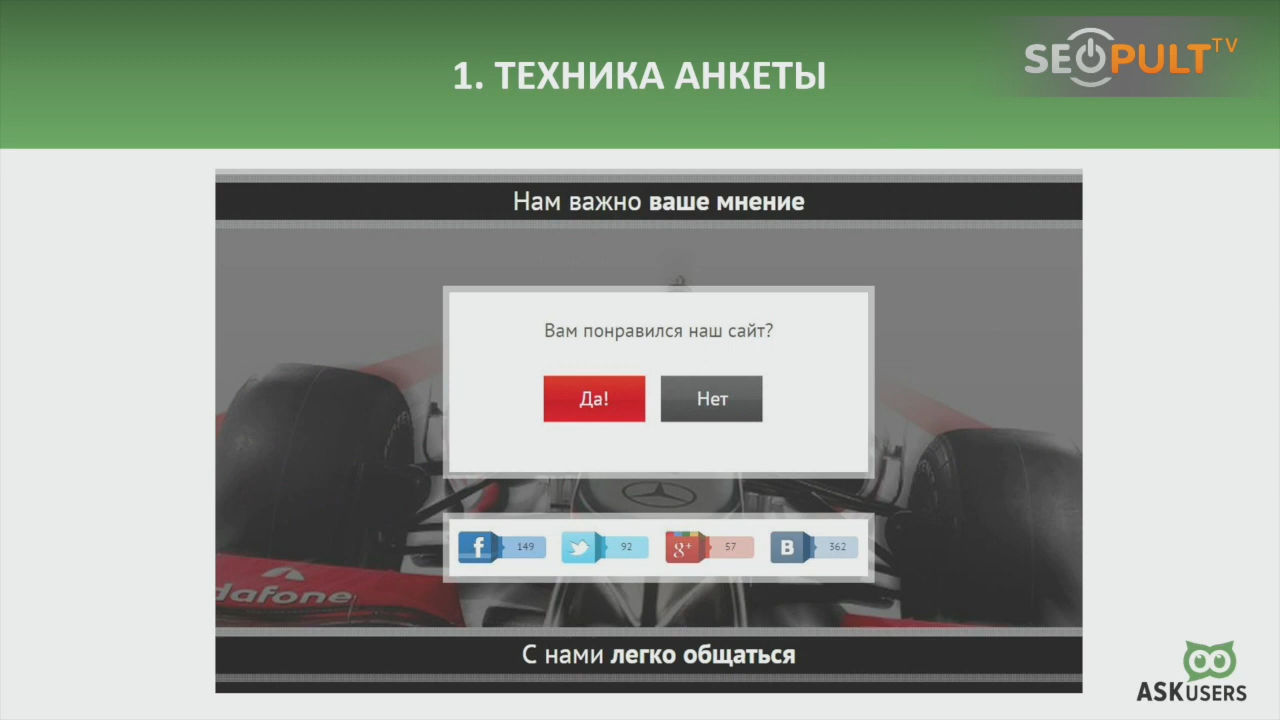 SEOPULT TV
1. ТЕХНИКА АНКЕТЫ
Нам важно ваше мнение
Вам понравился наш сайт?
Да! Нет
f 149 92 g+ 57 B 362
dafone
С нами легко общаться
ASKUSERS